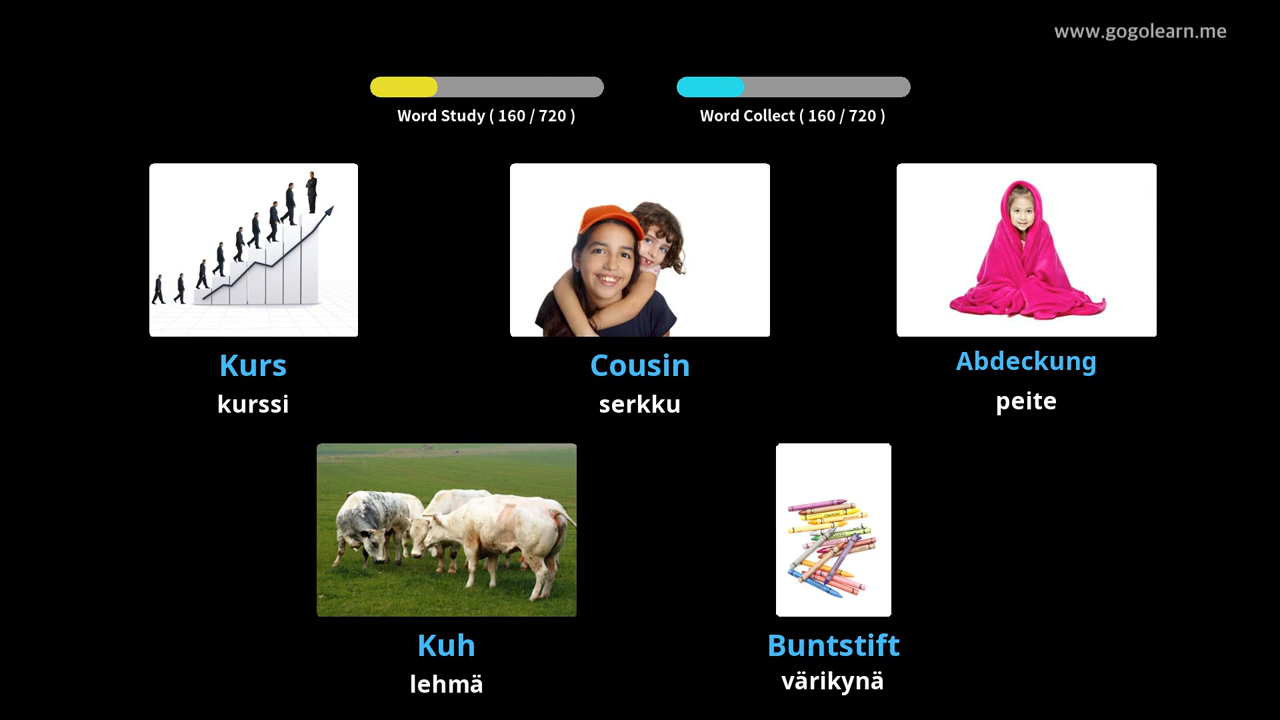 www.gogolearn.me
Word Study ( 160 / 720 )
Word Collect ( 160 / 720 )
Kurs
kurssi
Cousin
serkku
Abdeckung
peite
Kuh
lehmä
Buntstift
värikynä